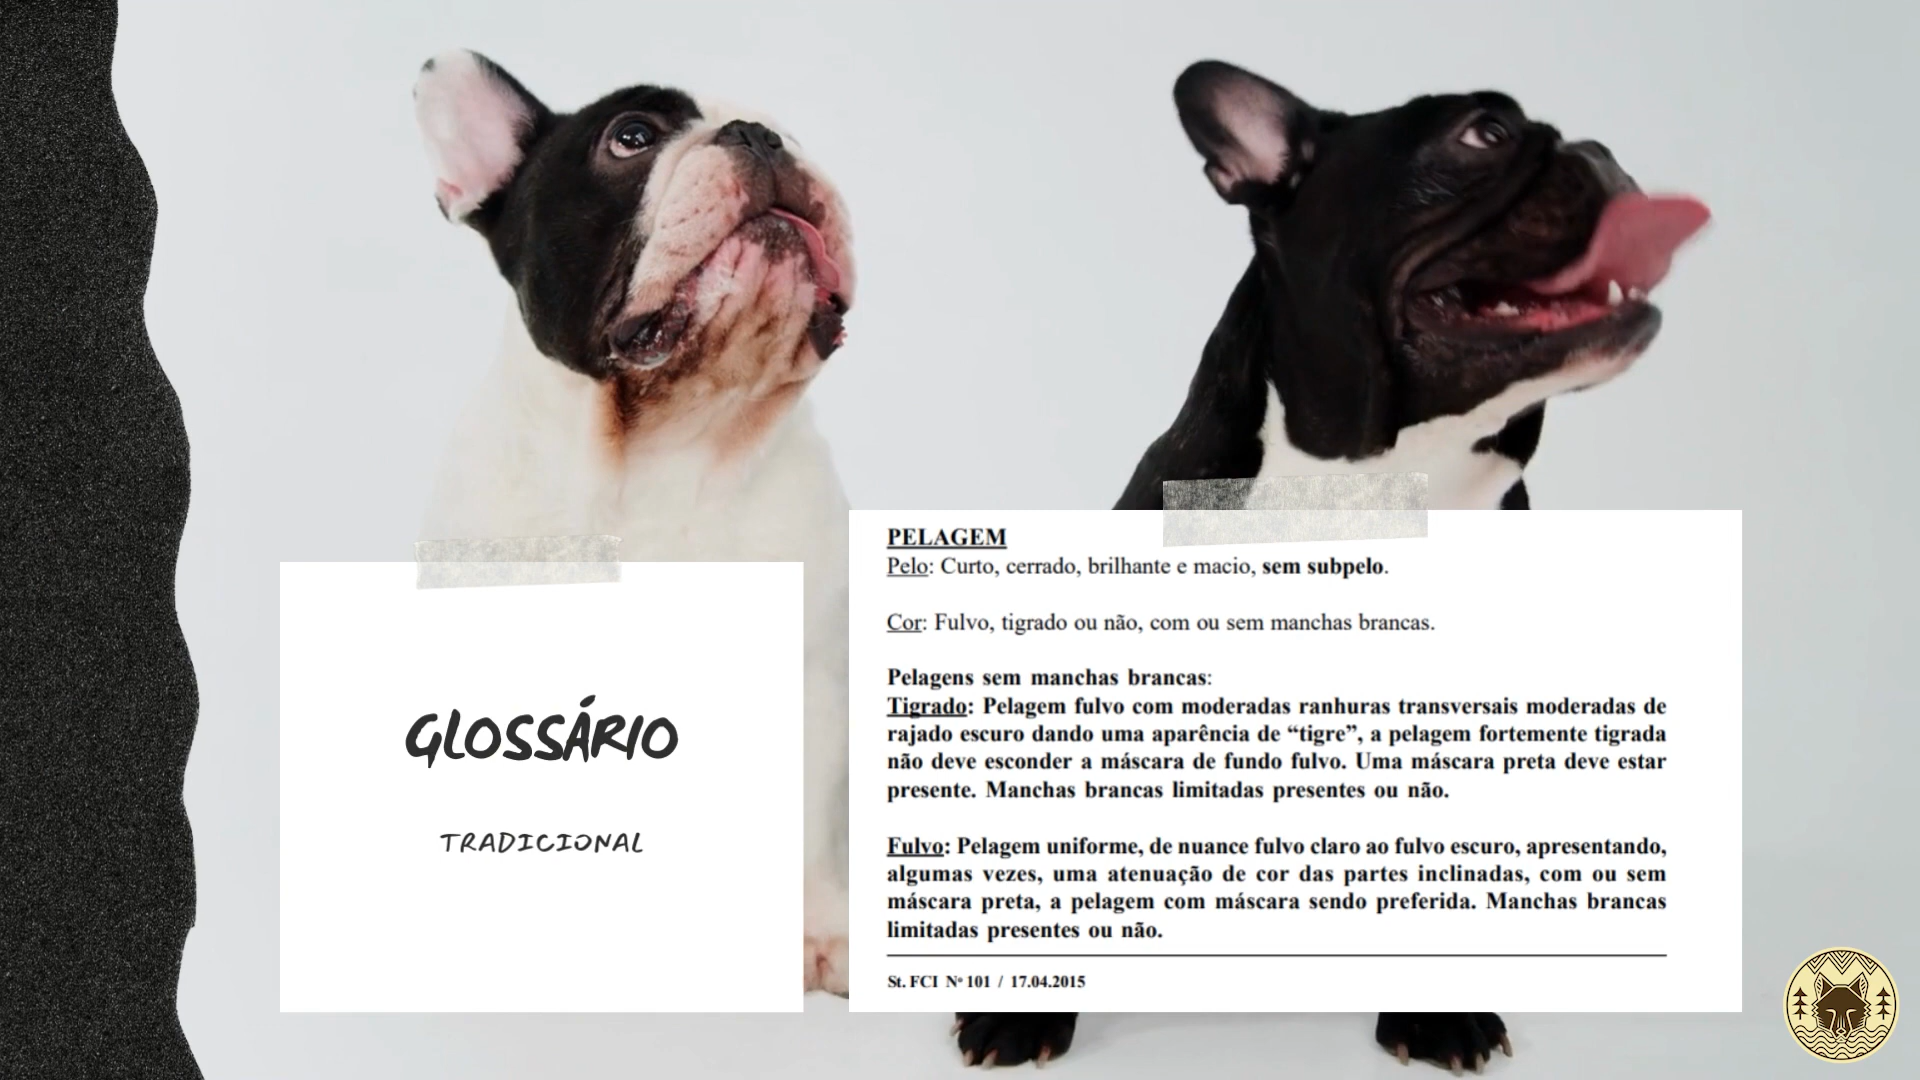 GLOSSÁRIO
TRADICIONAL
PELAGEM
Pelo: Curto, cerrado, brilhante e macio, sem subpelo.
Cor: Fulvo, tigrado ou não, com ou sem manchas brancas.
Pelagens sem manchas brancas:
Tigrado: Pelagem fulvo com moderadas ranhuras transversais moderadas de
rajado escuro dando uma aparência de “tigre”, a pelagem fortemente tigrada
não deve esconder a máscara de fundo fulvo. Uma máscara preta deve estar
presente. Manchas brancas limitadas presentes ou não.
Fulvo: Pelagem uniforme, de nuance fulvo claro ao fulvo escuro, apresentando,
algumas vezes, uma atenuação de cor das partes inclinadas, com ou sem
máscara preta, a pelagem com máscara sendo preferida. Manchas brancas
limitadas presentes ou não.
St. FCI Nº 101 / 17.04.2015